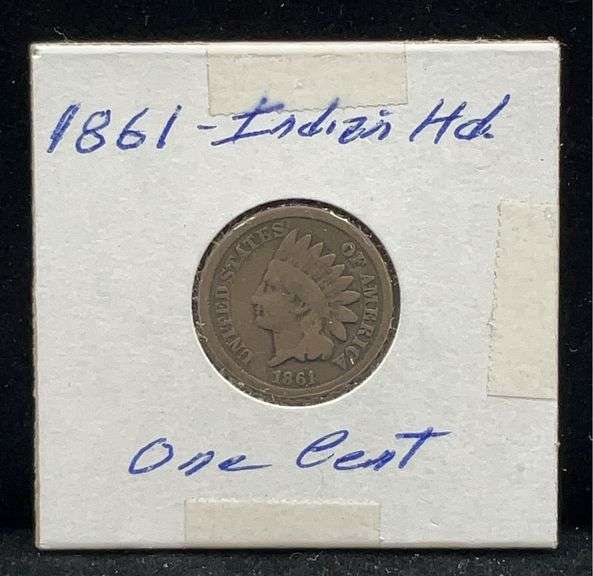 1861 - Indian Hd.
UNITED STATES OF AMERICA
1861
One Cent